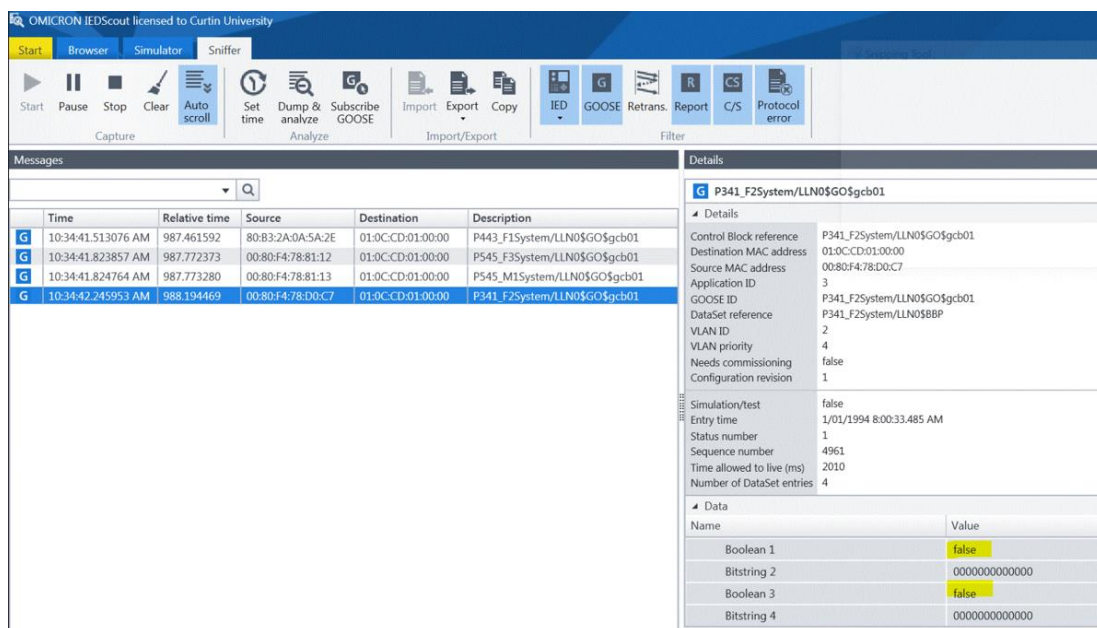 OMICRON IEDScout licensed to Curtin University
Start Browser Simulator Sniffer
Snipping Tool
Start Pause Stop Clear Auto scroll Set time Dump & analyze Subscribe GOOSE Import Export Copy IED GOOSE Retrans. Report C/S Protocol error
G G R CS
Capture Analyze Import/Export Filter
Messages
Time Relative time Source Destination Description
G 10:34:41.513076 AM 987.461592 80:B3:2A:0A:5A:2E 01:0C:CD:01:00:00 P443_F1System/LLN0$GO$gcb01
G 10:34:41.823857 AM 987.772373 00:80:F4:78:81:12 01:0C:CD:01:00:00 P545_F3System/LLN0$GO$gcb01
G 10:34:41.824764 AM 987.773280 00:80:F4:78:81:13 01:0C:CD:01:00:00 P545_M1System/LLN0$GO$gcb01
G 10:34:42.245953 AM 988.194469 00:80:F4:78:D0:C7 01:0C:CD:01:00:00 P341_F2System/LLN0$GO$gcb01
Details
G P341_F2System/LLN0$GO$gcb01
Details
Control Block reference P341_F2System/LLN0$GO$gcb01
Destination MAC address 01:0C:CD:01:00:00
Source MAC address 00:80:F4:78:D0:C7
Application ID 3
GOOSE ID P341_F2System/LLN0$GO$gcb01
DataSet reference P341_F2System/LLN0$BBP
VLAN ID 2
VLAN priority 4
Needs commissioning false
Configuration revision 1
Simulation/test false
Entry time 1/01/1994 8:00:33.485 AM
Status number 1
Sequence number 4961
Time allowed to live (ms) 2010
Number of DataSet entries 4
Data
Name Value
Boolean 1 false
Bitstring 2 0000000000000
Boolean 3 false
Bitstring 4 0000000000000